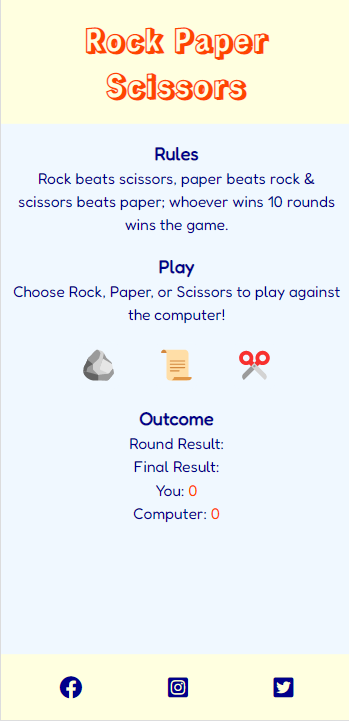 Rock Paper
Scissors
Rules
Rock beats scissors, paper beats rock &
scissors beats paper; whoever wins 10 rounds
wins the game.
Play
Choose Rock, Paper, or Scissors to play against
the computer!
Outcome
Round Result:
Final Result:
You: 0
Computer: 0